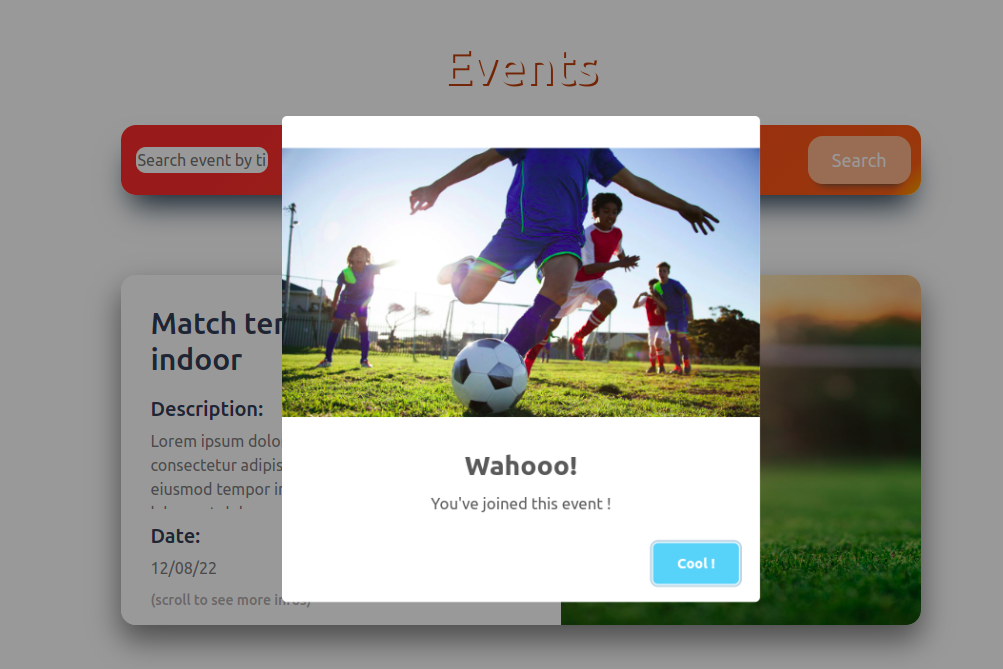 Events
Search event by ti
Search
Match ter
indoor
Description:
Lorem ipsum dolo
consectetur adipis
eiusmod tempor in
Date:
12/08/22
(scroll to see more infos)
Wahooo!
You've joined this event !
Cool !